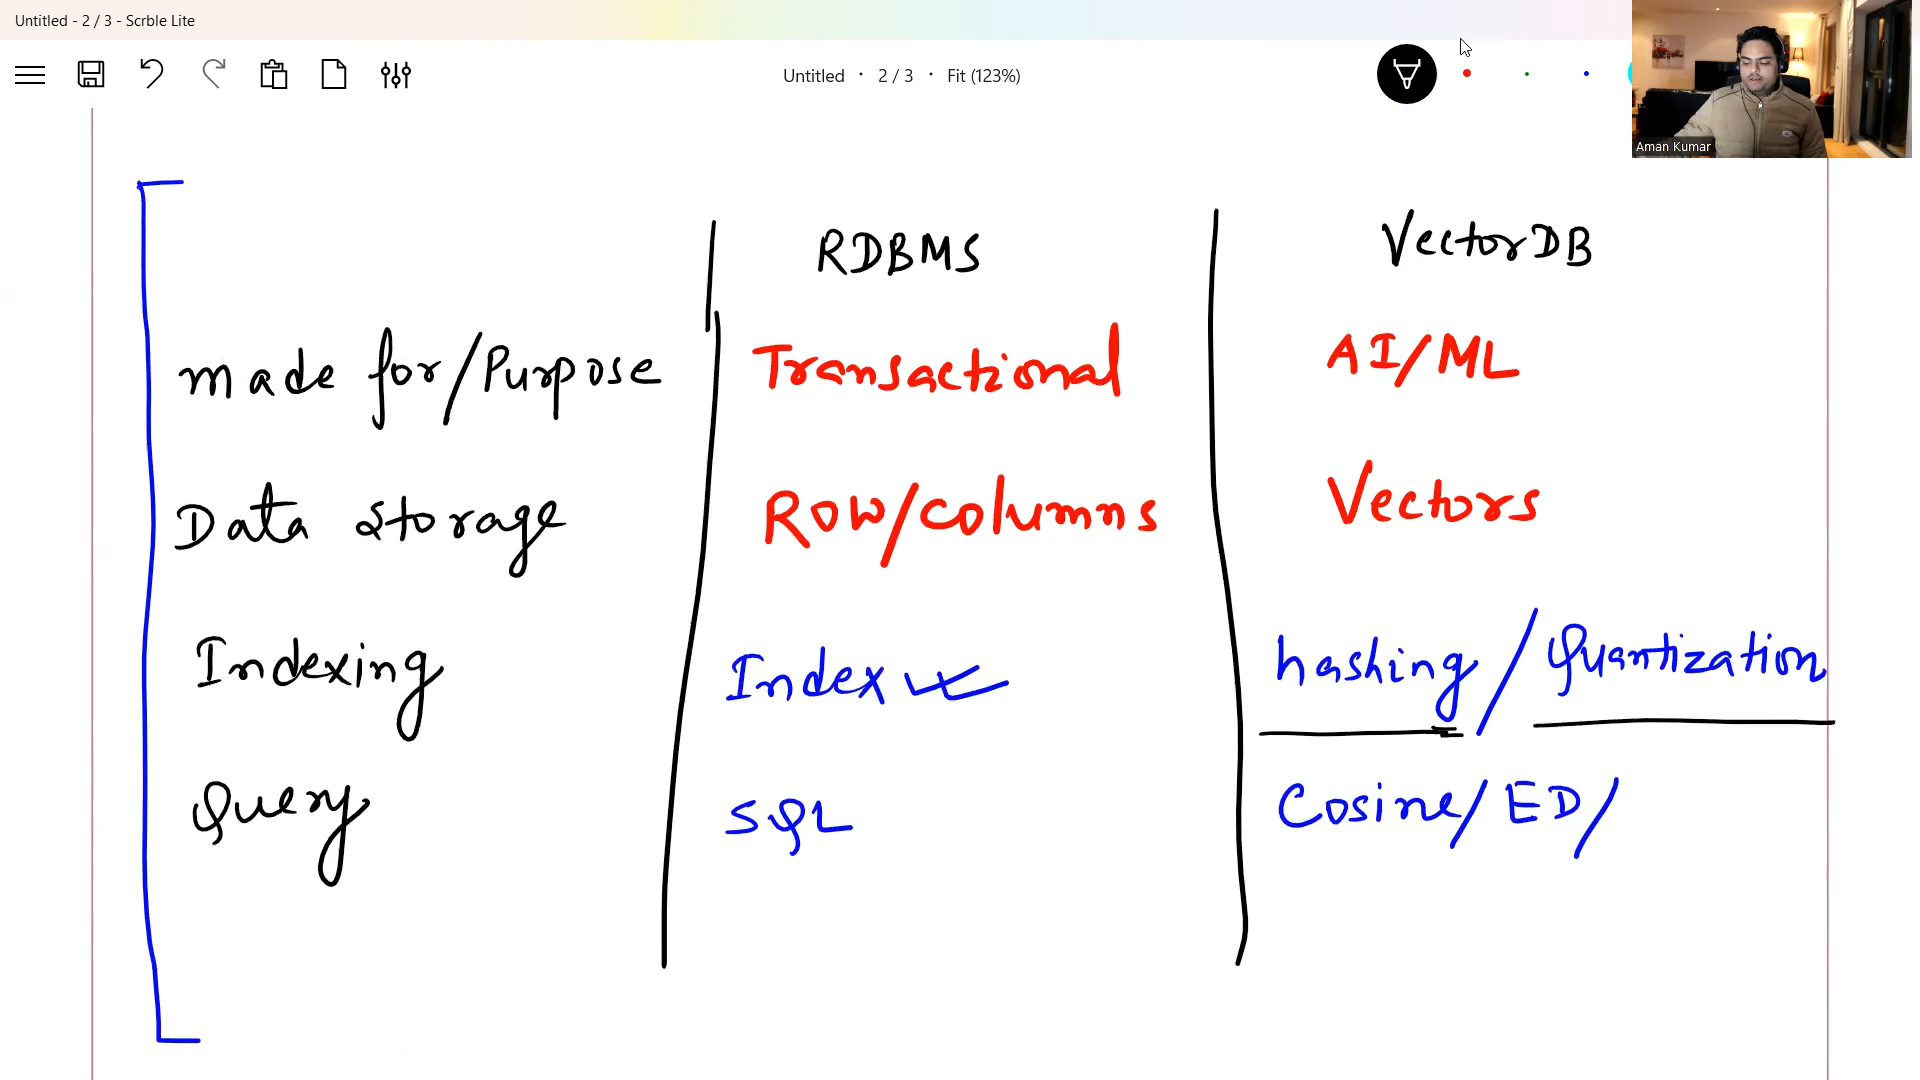 Untitled - 2 / 3 - Scrble Lite
Untitled • 2 / 3 • Fit (123%)
Aman Kumar
RDBMS VectorDB
made for/Purpose Transactional AI/ML
Data storage Row/columns Vectors
Indexing Index hashing / Quantization
Query SQL Cosine/ ED/